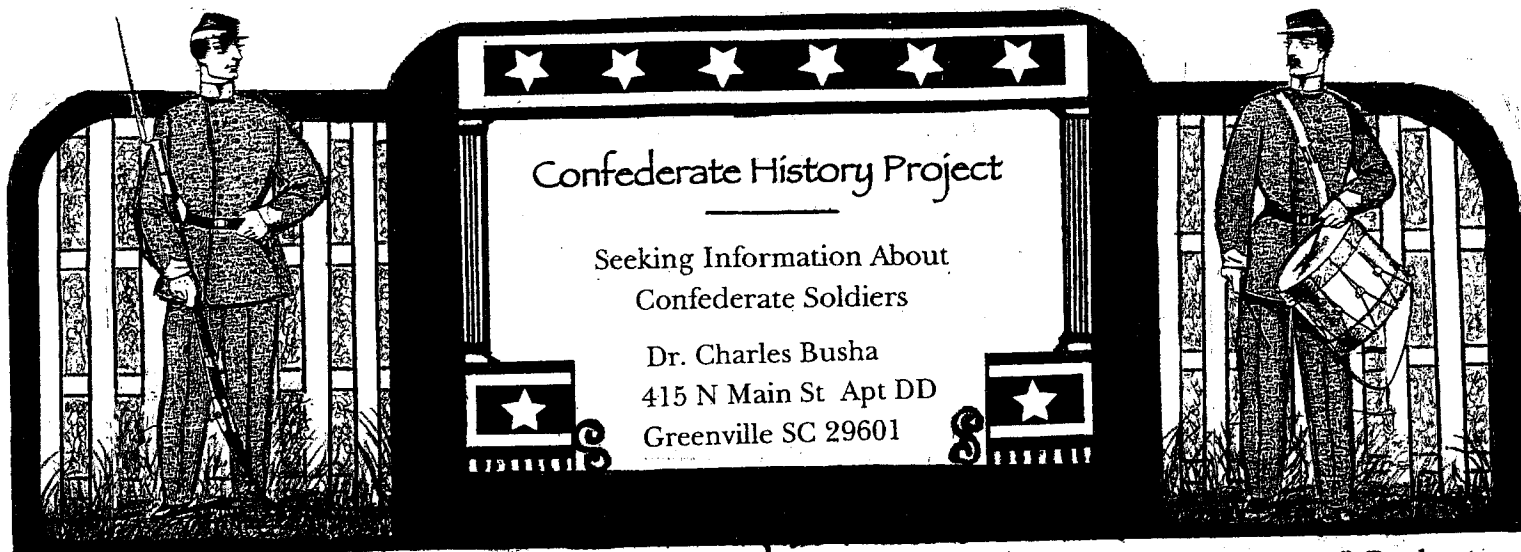 Confederate History Project
Seeking Information About
Confederate Soldiers
Dr. Charles Busha
415 N Main St Apt DD
Greenville SC 29601